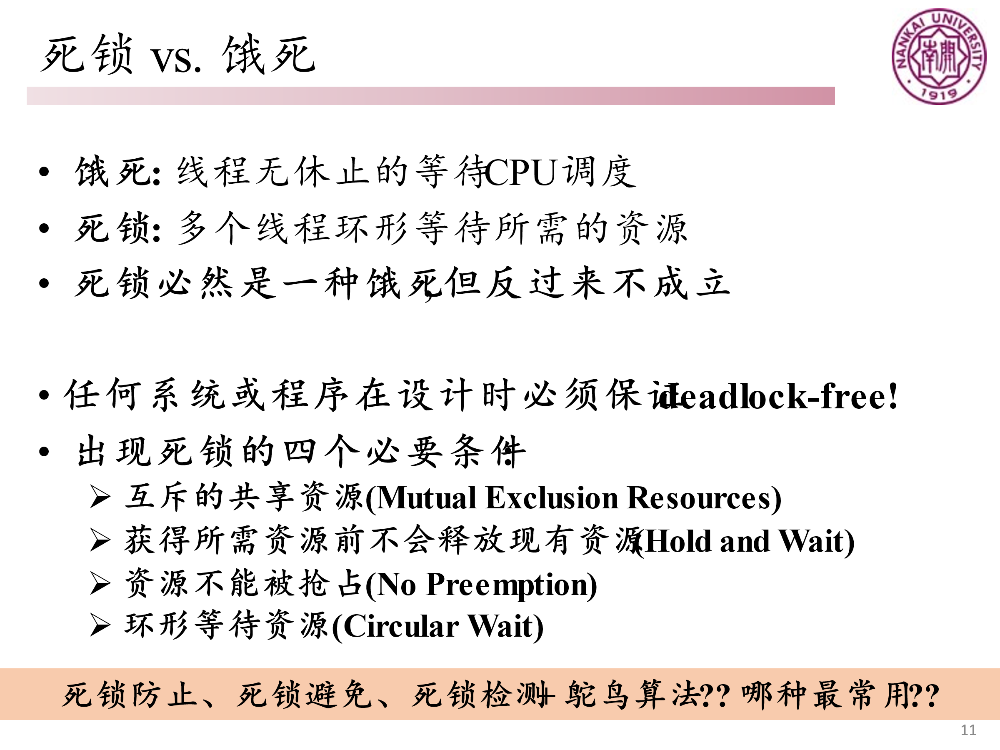 死锁 vs. 饿死
NANKAI UNIVERSITY
南開
1919
• 饿死: 线程无休止的等待CPU调度
• 死锁: 多个线程环形等待所需的资源
• 死锁必然是一种饿死,但反过来不成立
• 任何系统或程序在设计时必须保证deadlock-free!
• 出现死锁的四个必要条件:
➢ 互斥的共享资源(Mutual Exclusion Resources)
➢ 获得所需资源前不会释放现有资源(Hold and Wait)
➢ 资源不能被抢占(No Preemption)
➢ 环形等待资源(Circular Wait)
死锁防止、死锁避免、死锁检测+ 鸵鸟算法?? 哪种最常用??
11